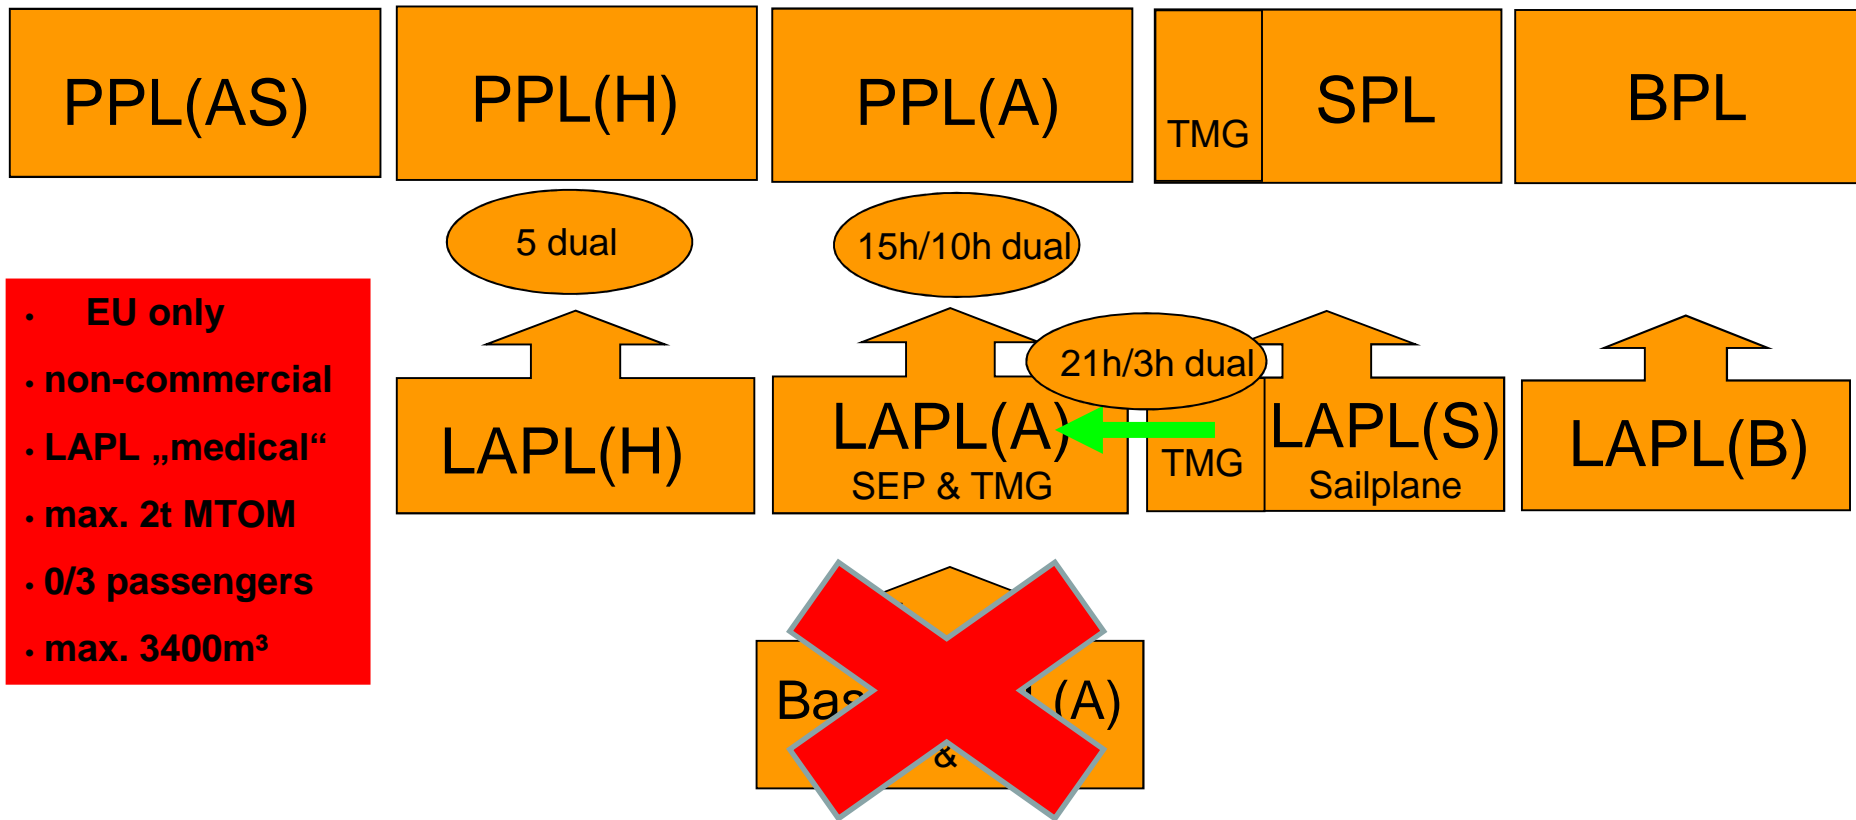 PPL(AS)
PPL(H)
PPL(A)
TMG
SPL
BPL
5 dual
15h/10h dual
• EU only
• non-commercial
• LAPL „medical“
• max. 2t MTOM
• 0/3 passengers
• max. 3400m³
21h/3h dual
LAPL(H)
LAPL(A)
SEP & TMG
TMG
LAPL(S)
Sailplane
LAPL(B)
(A)
&